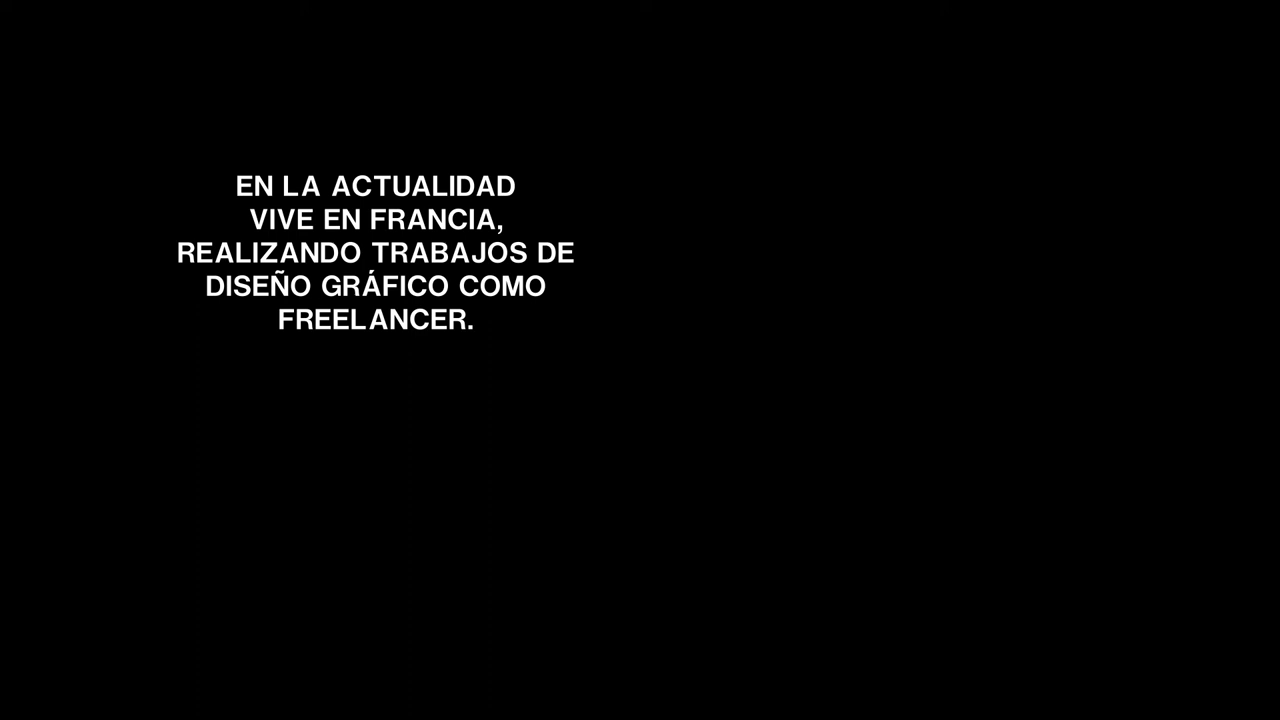 EN LA ACTUALIDAD
VIVE EN FRANCIA,
REALIZANDO TRABAJOS DE
DISEÑO GRÁFICO COMO
FREELANCER.